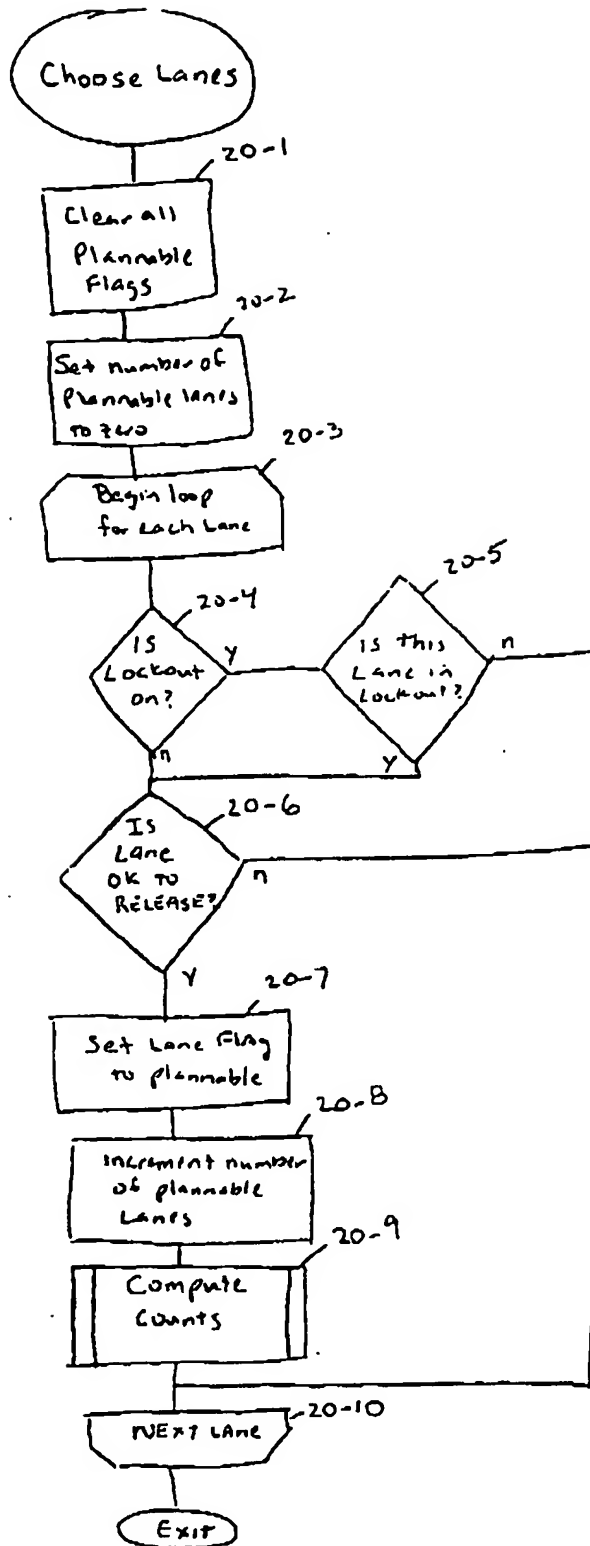 Choose Lanes
20-1
Clear all
Plannable
Flags
20-2
Set number of
plannable lanes
to zero
20-3
Begin loop
for each Lane
20-4
Is
Lockout
on?
Y
n
20-5
Is this
Lane in
Lockout?
n
Y
20-6
Is
Lane
OK TO
RELEASE?
n
Y
20-7
Set Lane Flag
to plannable
20-8
increment number
of plannable
Lanes
20-9
Compute
Counts
20-10
NEXT LANE
Exit